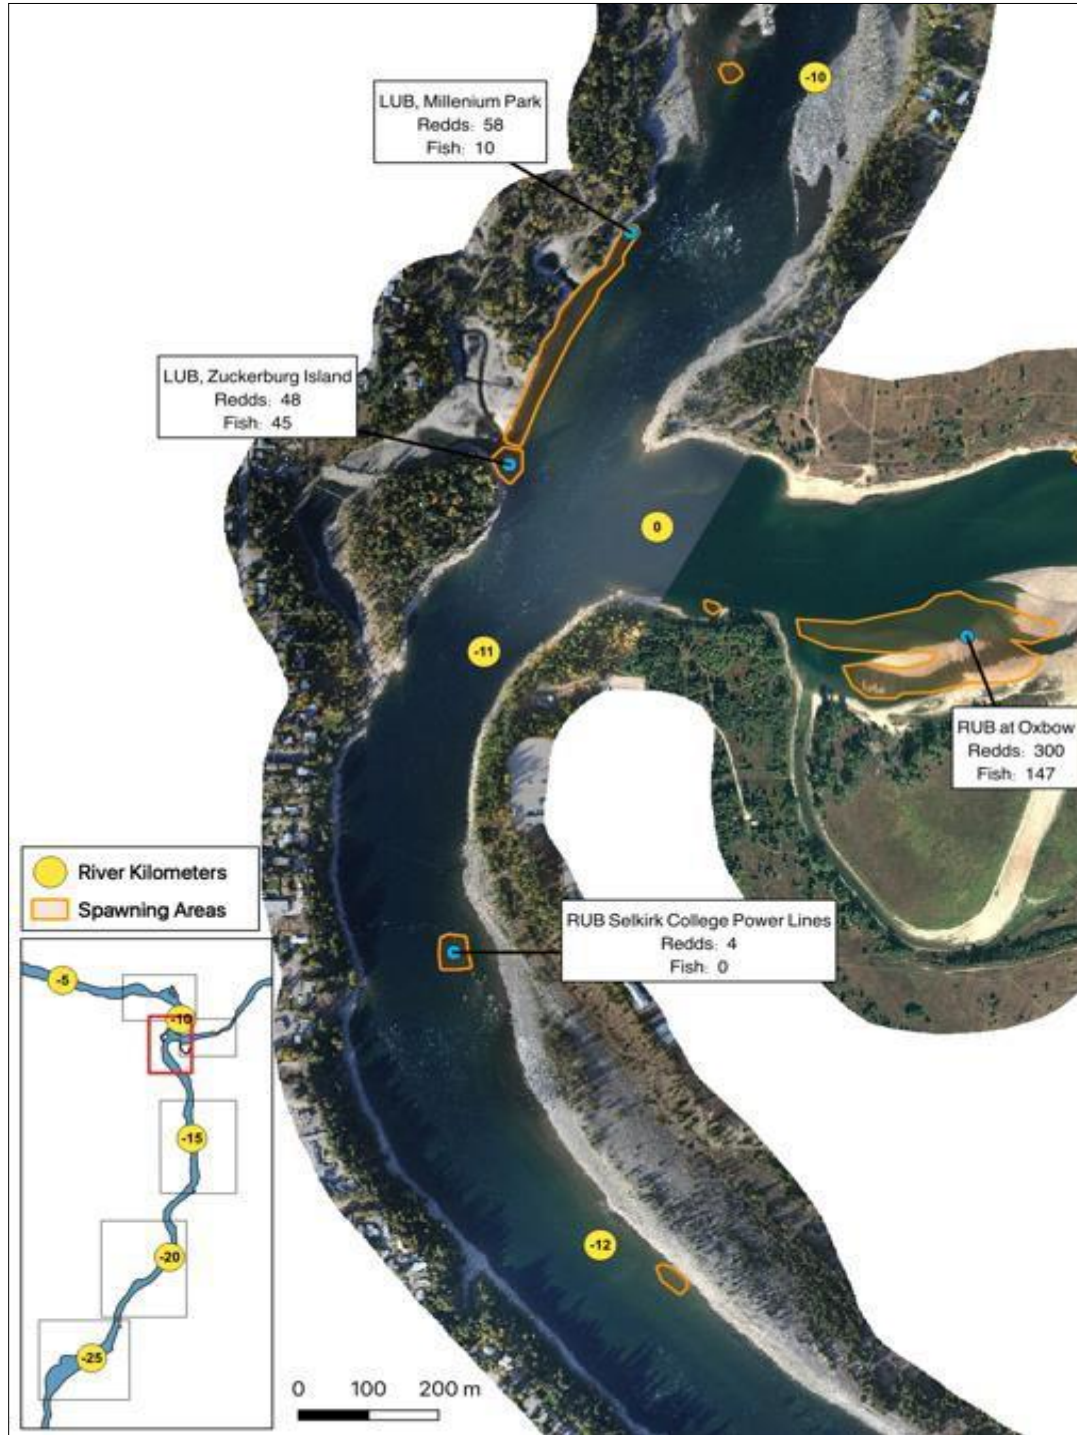 -10
LUB, Millenium Park
Redds: 58
Fish: 10
LUB, Zuckerburg Island
Redds: 48
Fish: 45
0
-11
RUB at Oxbow
Redds: 300
Fish: 147
River Kilometers
Spawning Areas
RUB Selkirk College Power Lines
Redds: 4
Fish: 0
-5
-10
-15
-20
-25
-12
0 100 200 m